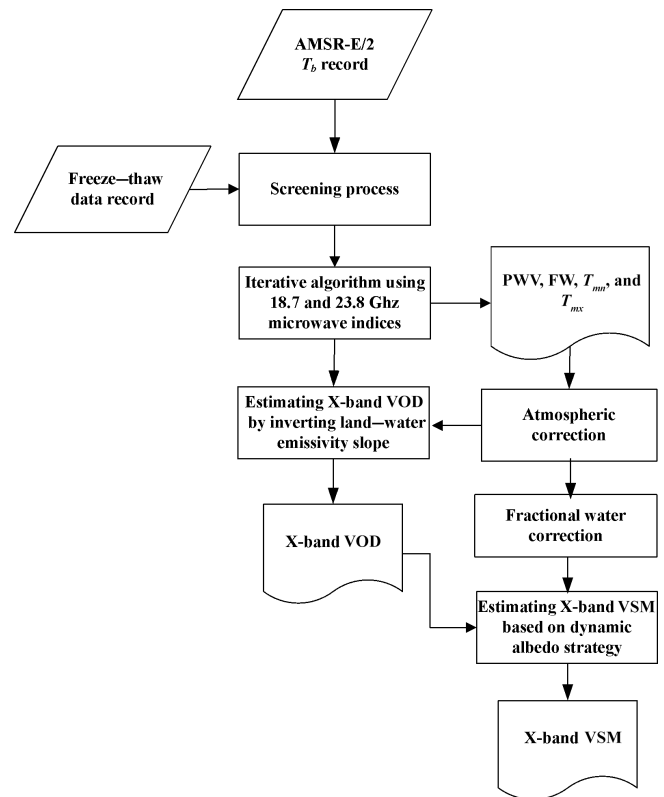 AMSR-E/2
T_b record
Freeze—thaw
data record
Screening process
Iterative algorithm using
18.7 and 23.8 Ghz
microwave indices
PWV, FW, T_mn, and
T_mx
Estimating X-band VOD
by inverting land—water
emissivity slope
Atmospheric
correction
X-band VOD
Fractional water
correction
Estimating X-band VSM
based on dynamic
albedo strategy
X-band VSM